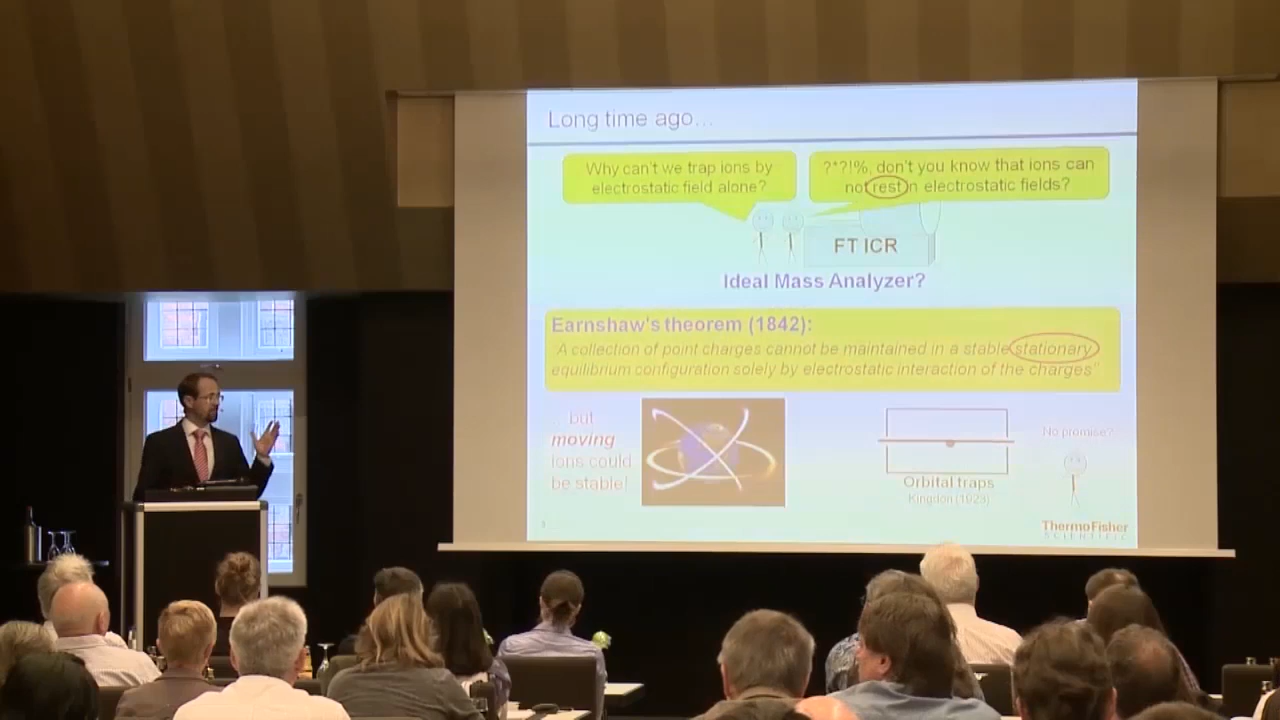 Long time ago…
Why can't we trap ions by
electrostatic field alone?
?*?!%, don't you know that ions can
not rest in electrostatic fields?
FT ICR
Ideal Mass Analyzer?
Earnshaw's theorem (1842):
"A collection of point charges cannot be maintained in a stable stationary
equilibrium configuration solely by electrostatic interaction of the charges"
but
moving
ions could
be stable!
No promise?
Orbital traps
Kingdon (1923)
ThermoFisher
SCIENTIFIC